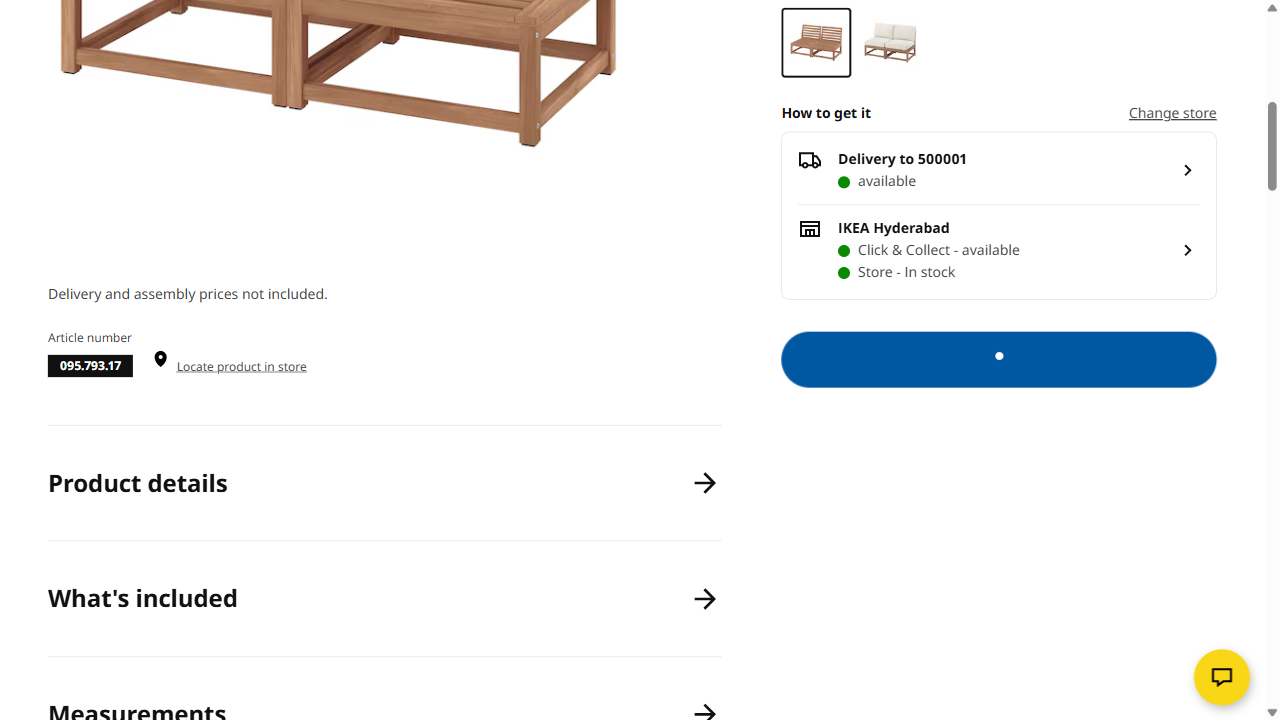 How to get it
Change store
Delivery to 500001
available
IKEA Hyderabad
Click & Collect - available
Store - In stock
Delivery and assembly prices not included.
Article number
095.793.17
Locate product in store
Product details
What's included
Measurements